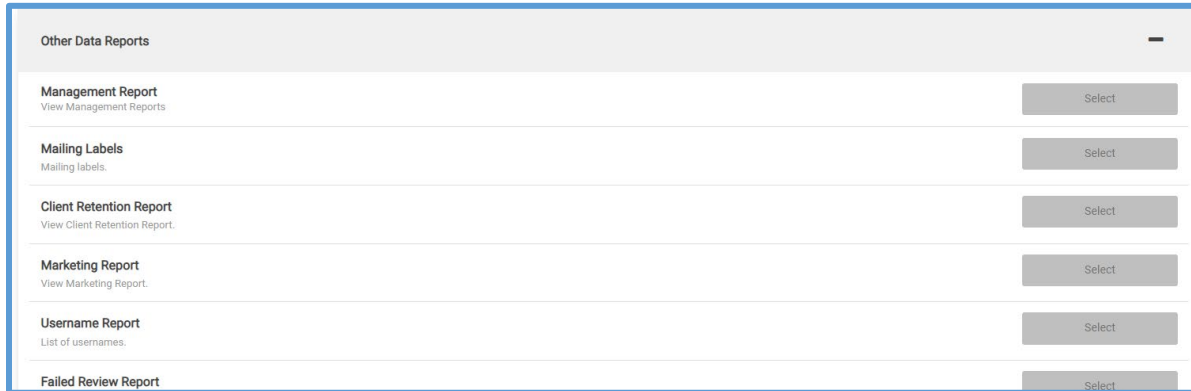 Other Data Reports
Management Report
View Management Reports
Select
Mailing Labels
Mailing labels.
Select
Client Retention Report
View Client Retention Report.
Select
Marketing Report
View Marketing Report.
Select
Username Report
List of usernames.
Select
Failed Review Report
Select